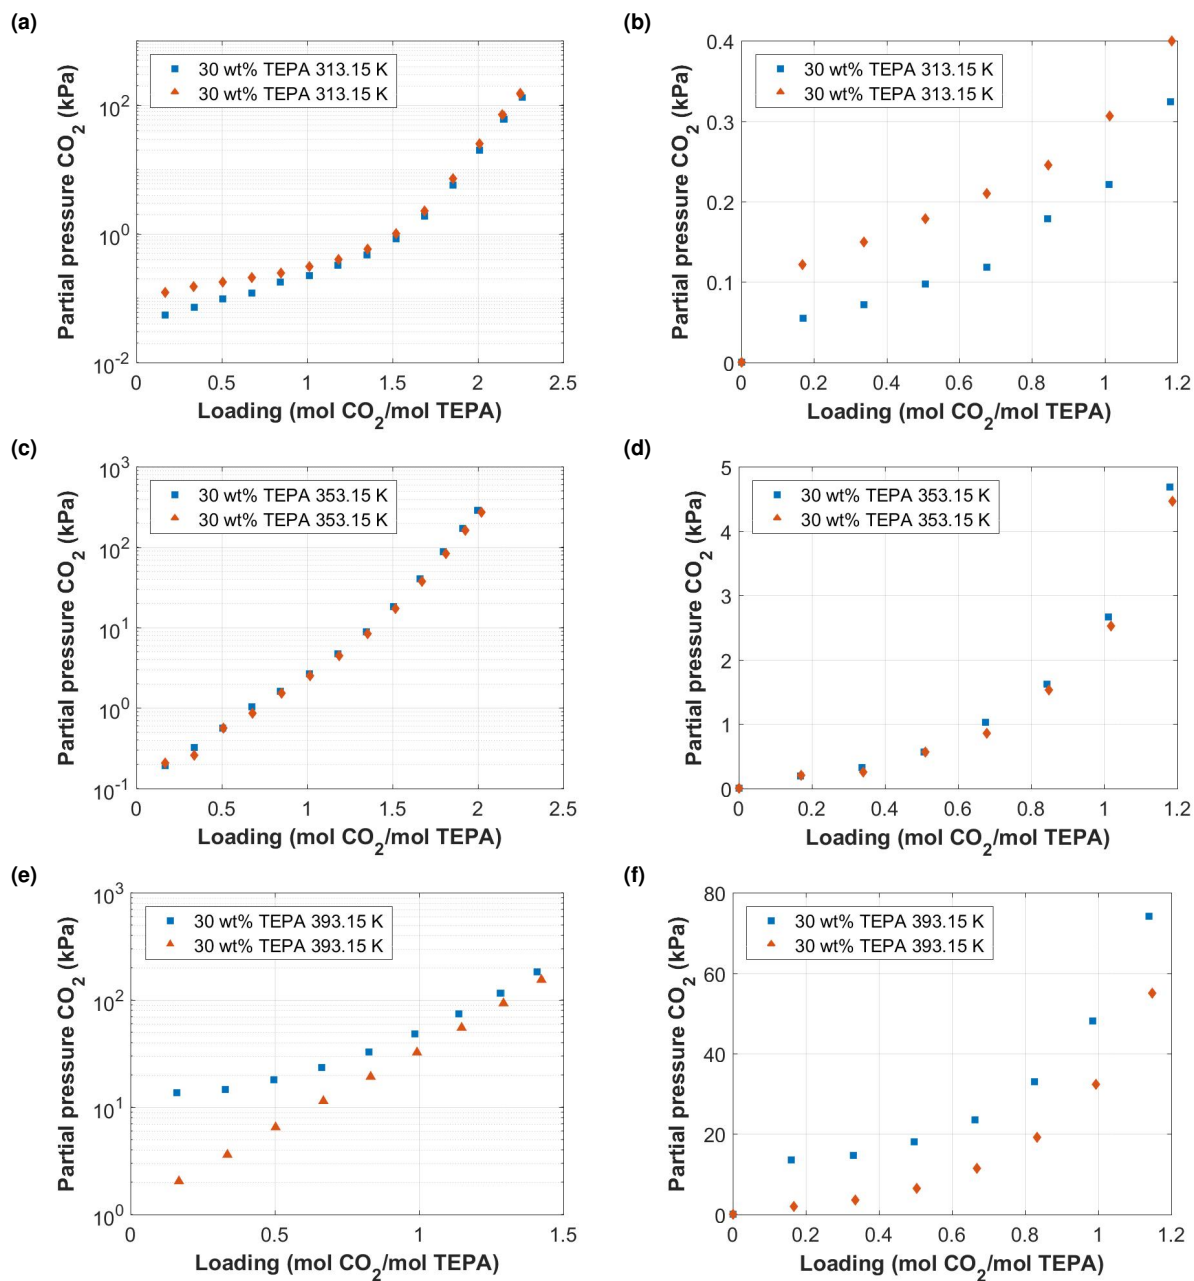 (a)
Partial pressure CO2 (kPa)
10^2
10^0
10^-2
30 wt% TEPA 313.15 K
30 wt% TEPA 313.15 K
0 0.5 1 1.5 2 2.5
Loading (mol CO2/mol TEPA)
(b)
Partial pressure CO2 (kPa)
0.4
0.3
0.2
0.1
0
30 wt% TEPA 313.15 K
30 wt% TEPA 313.15 K
0 0.2 0.4 0.6 0.8 1 1.2
Loading (mol CO2/mol TEPA)
(c)
Partial pressure CO2 (kPa)
10^3
10^2
10^1
10^0
10^-1
30 wt% TEPA 353.15 K
30 wt% TEPA 353.15 K
0 0.5 1 1.5 2 2.5
Loading (mol CO2/mol TEPA)
(d)
Partial pressure CO2 (kPa)
5
4
3
2
1
0
30 wt% TEPA 353.15 K
30 wt% TEPA 353.15 K
0 0.2 0.4 0.6 0.8 1 1.2
Loading (mol CO2/mol TEPA)
(e)
Partial pressure CO2 (kPa)
10^3
10^2
10^1
10^0
30 wt% TEPA 393.15 K
30 wt% TEPA 393.15 K
0 0.5 1 1.5
Loading (mol CO2/mol TEPA)
(f)
Partial pressure CO2 (kPa)
80
60
40
20
0
30 wt% TEPA 393.15 K
30 wt% TEPA 393.15 K
0 0.2 0.4 0.6 0.8 1 1.2
Loading (mol CO2/mol TEPA)